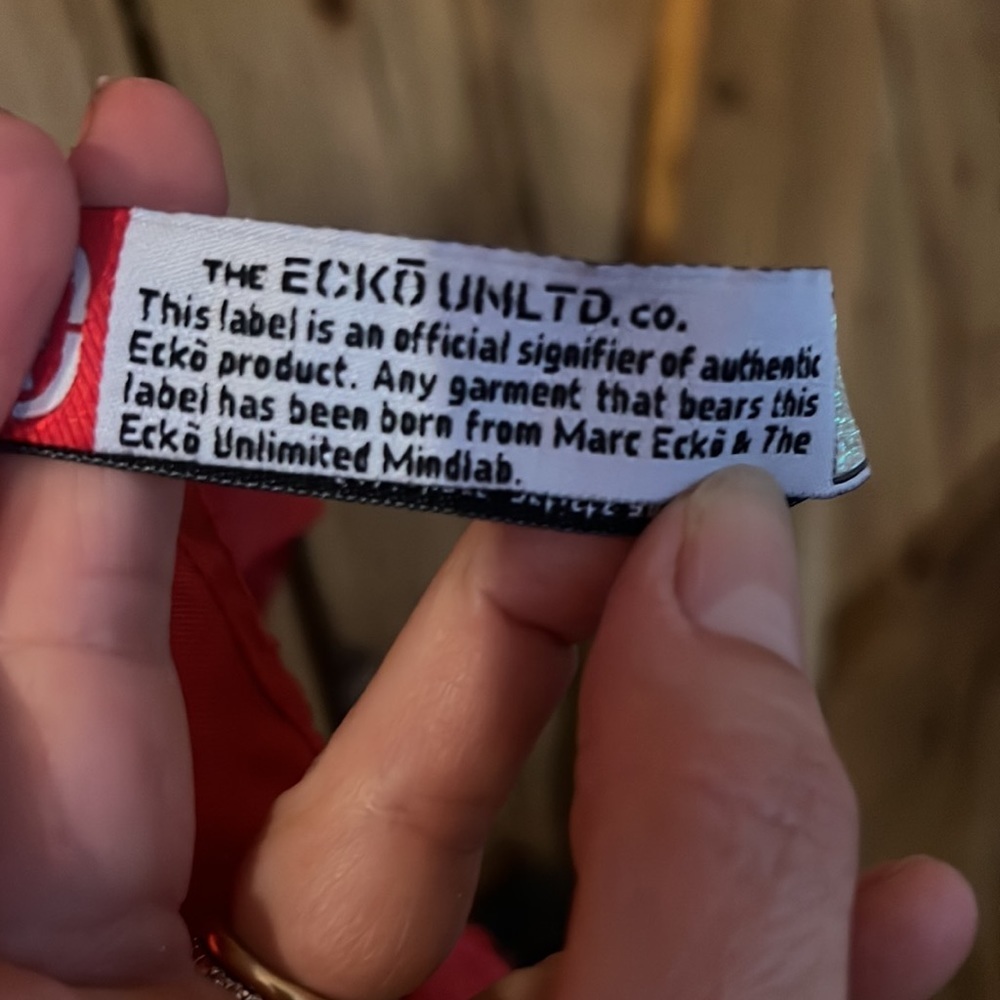 THE ECKŌ UNLTD. CO.
This label is an official signifier of authentic
Eckō product. Any garment that bears this
label has been born from Marc Eckō & The
Eckō Unlimited Mindlab.